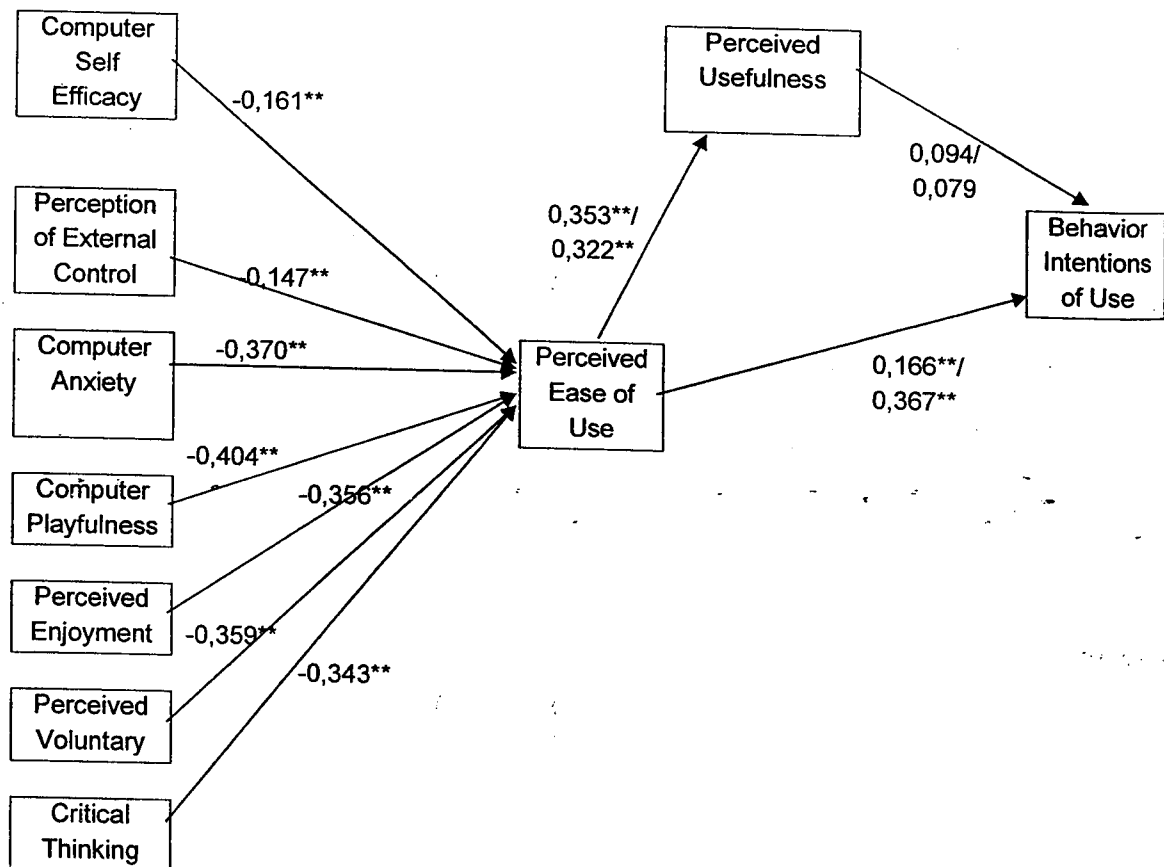 Computer
Self
Efficacy
-0,161**
Perceived
Usefulness
0,094/
0,079
Perception
of External
Control
-0,147**
0,353**/
0,322**
Behavior
Intentions
of Use
Computer
Anxiety
-0,370**
Perceived
Ease of
Use
0,166**/
0,367**
Computer
Playfulness
-0,404**
-0,356**
Perceived
Enjoyment
-0,359**
-0,343**
Perceived
Voluntary
Critical
Thinking